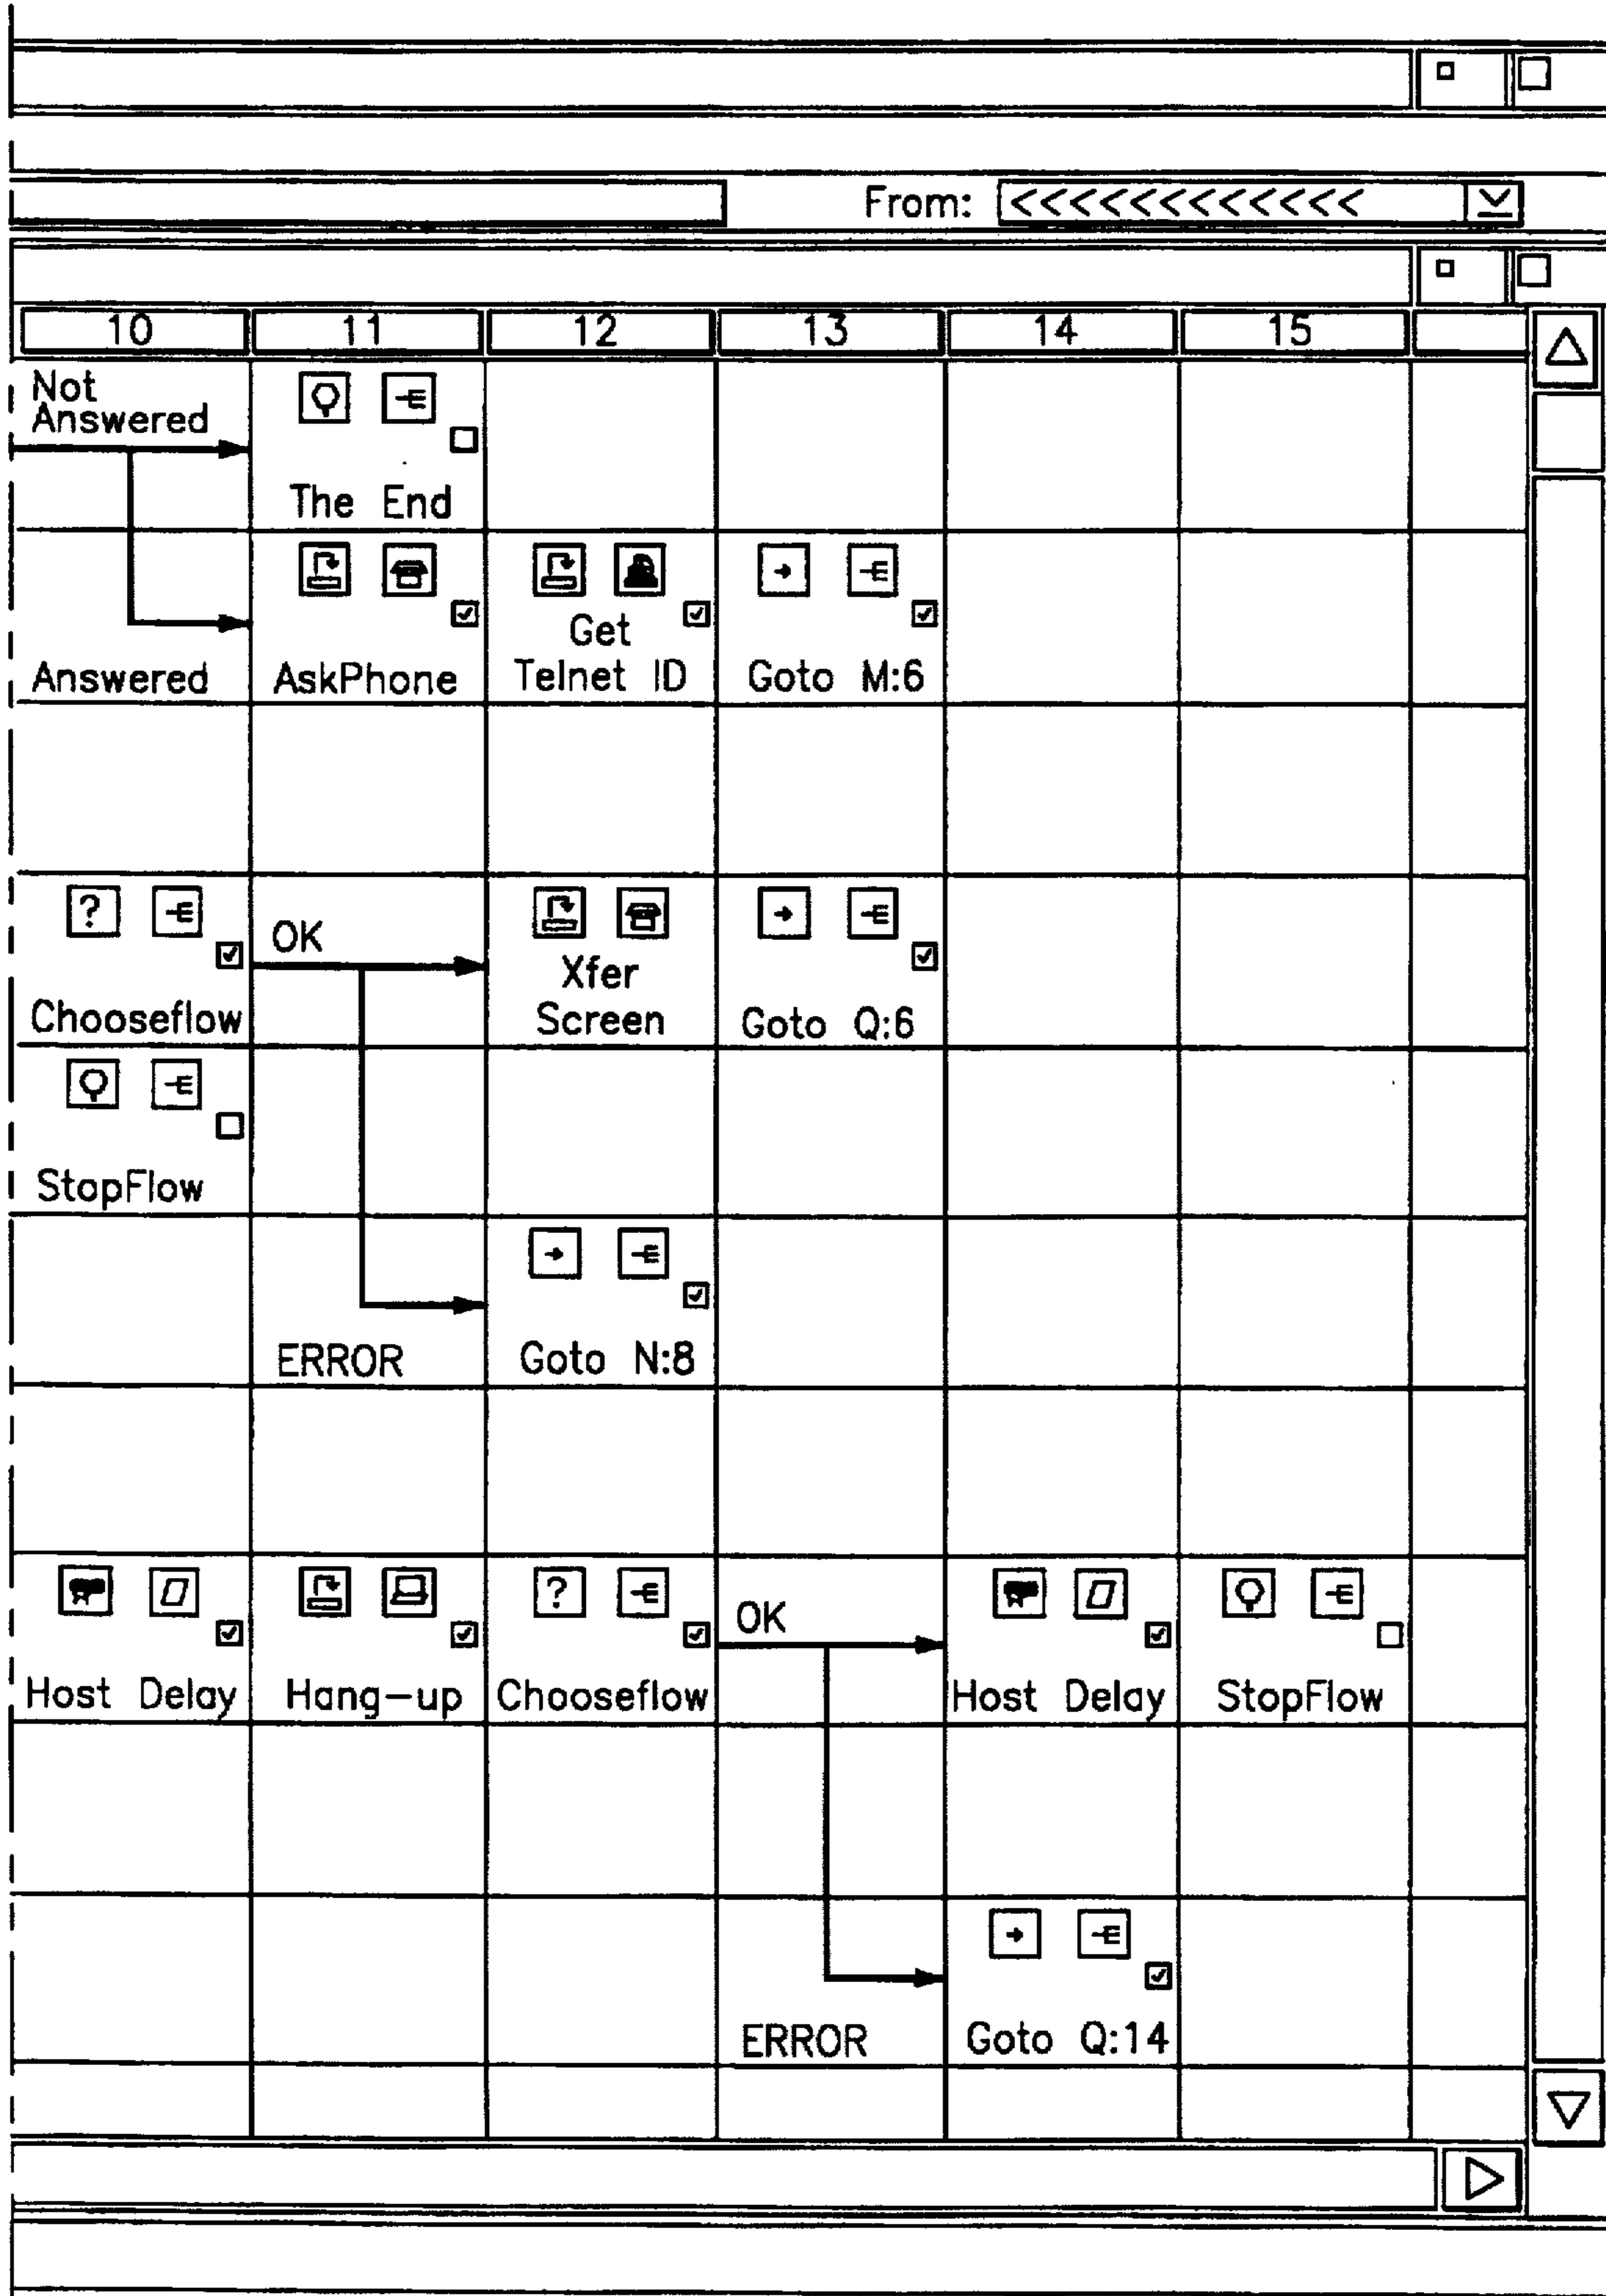 From: <<<<<<<<<<<<
10 11 12 13 14 15
Not
Answered
The End
Answered
AskPhone
Get
Telnet ID
Goto M:6
?
Chooseflow
OK
Xfer
Screen
Goto Q:6
StopFlow
ERROR
Goto N:8
Host Delay
Hang-up
?
Chooseflow
OK
Host Delay
StopFlow
ERROR
Goto Q:14